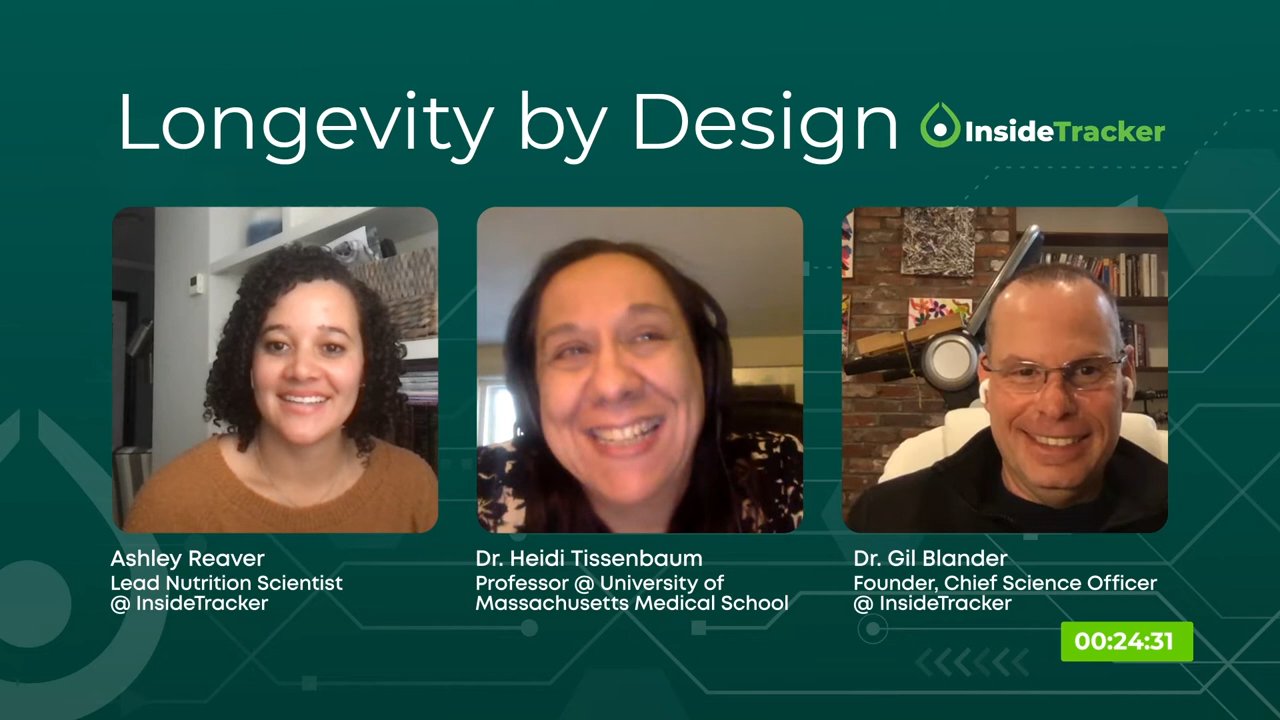 Longevity by Design
InsideTracker
Ashley Reaver
Lead Nutrition Scientist
@ InsideTracker
Dr. Heidi Tissenbaum
Professor @ University of
Massachusetts Medical School
Dr. Gil Blander
Founder, Chief Science Officer
@ InsideTracker
00:24:31